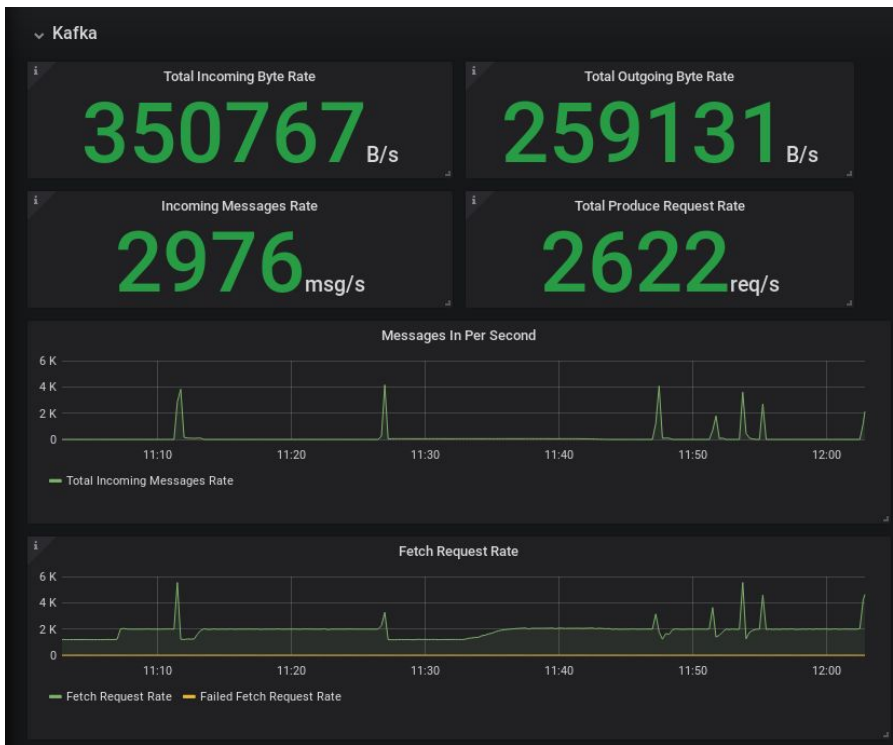 Kafka
i Total Incoming Byte Rate
350767 B/s
i Total Outgoing Byte Rate
259131 B/s
i Incoming Messages Rate
2976 msg/s
i Total Produce Request Rate
2622 req/s
Messages In Per Second
6 K
4 K
2 K
0
11:10 11:20 11:30 11:40 11:50 12:00
Total Incoming Messages Rate
i Fetch Request Rate
6 K
4 K
2 K
0
11:10 11:20 11:30 11:40 11:50 12:00
Fetch Request Rate Failed Fetch Request Rate